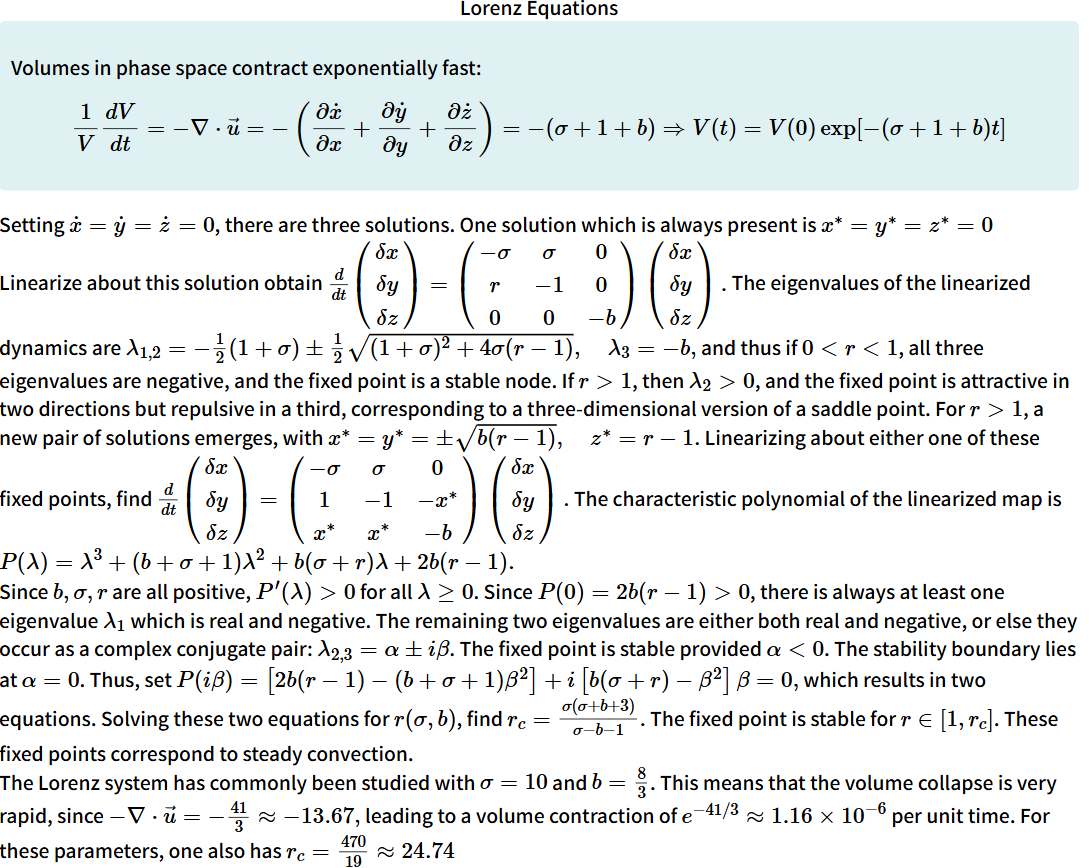 Lorenz Equations
Volumes in phase space contract exponentially fast:
$\frac{1}{V}\frac{dV}{dt} = -\nabla \cdot \vec{u} = -\left(\frac{\partial \dot{x}}{\partial x} + \frac{\partial \dot{y}}{\partial y} + \frac{\partial \dot{z}}{\partial z}\right) = -(\sigma + 1 + b) \Rightarrow V(t) = V(0) \exp[-(\sigma + 1 + b)t]$
Setting $\dot{x} = \dot{y} = \dot{z} = 0$, there are three solutions. One solution which is always present is $x^* = y^* = z^* = 0$
Linearize about this solution obtain $\frac{d}{dt}\begin{pmatrix} \delta x \\ \delta y \\ \delta z \end{pmatrix} = \begin{pmatrix} -\sigma & \sigma & 0 \\ r & -1 & 0 \\ 0 & 0 & -b \end{pmatrix}\begin{pmatrix} \delta x \\ \delta y \\ \delta z \end{pmatrix}$. The eigenvalues of the linearized
dynamics are $\lambda_{1,2} = -\frac{1}{2}(1 + \sigma) \pm \frac{1}{2}\sqrt{(1 + \sigma)^2 + 4\sigma(r - 1)}, \quad \lambda_3 = -b$, and thus if $0 < r < 1$, all three
eigenvalues are negative, and the fixed point is a stable node. If $r > 1$, then $\lambda_2 > 0$, and the fixed point is attractive in
two directions but repulsive in a third, corresponding to a three-dimensional version of a saddle point. For $r > 1$, a
new pair of solutions emerges, with $x^* = y^* = \pm\sqrt{b(r - 1)}, \quad z^* = r - 1$. Linearizing about either one of these
fixed points, find $\frac{d}{dt}\begin{pmatrix} \delta x \\ \delta y \\ \delta z \end{pmatrix} = \begin{pmatrix} -\sigma & \sigma & 0 \\ 1 & -1 & -x^* \\ x^* & x^* & -b \end{pmatrix}\begin{pmatrix} \delta x \\ \delta y \\ \delta z \end{pmatrix}$. The characteristic polynomial of the linearized map is
$P(\lambda) = \lambda^3 + (b + \sigma + 1)\lambda^2 + b(\sigma + r)\lambda + 2b(r - 1).$
Since $b, \sigma, r$ are all positive, $P'(\lambda) > 0$ for all $\lambda \geq 0$. Since $P(0) = 2b(r - 1) > 0$, there is always at least one
eigenvalue $\lambda_1$ which is real and negative. The remaining two eigenvalues are either both real and negative, or else they
occur as a complex conjugate pair: $\lambda_{2,3} = \alpha \pm i\beta$. The fixed point is stable provided $\alpha < 0$. The stability boundary lies
at $\alpha = 0$. Thus, set $P(i\beta) = \left[2b(r - 1) - (b + \sigma + 1)\beta^2\right] + i\left[b(\sigma + r) - \beta^2\right]\beta = 0$, which results in two
equations. Solving these two equations for $r(\sigma, b)$, find $r_c = \frac{\sigma(\sigma+b+3)}{\sigma-b-1}$. The fixed point is stable for $r \in [1, r_c]$. These
fixed points correspond to steady convection.
The Lorenz system has commonly been studied with $\sigma = 10$ and $b = \frac{8}{3}$. This means that the volume collapse is very
rapid, since $-\nabla \cdot \vec{u} = -\frac{41}{3} \approx -13.67$, leading to a volume contraction of $e^{-41/3} \approx 1.16 \times 10^{-6}$ per unit time. For
these parameters, one also has $r_c = \frac{470}{19} \approx 24.74$